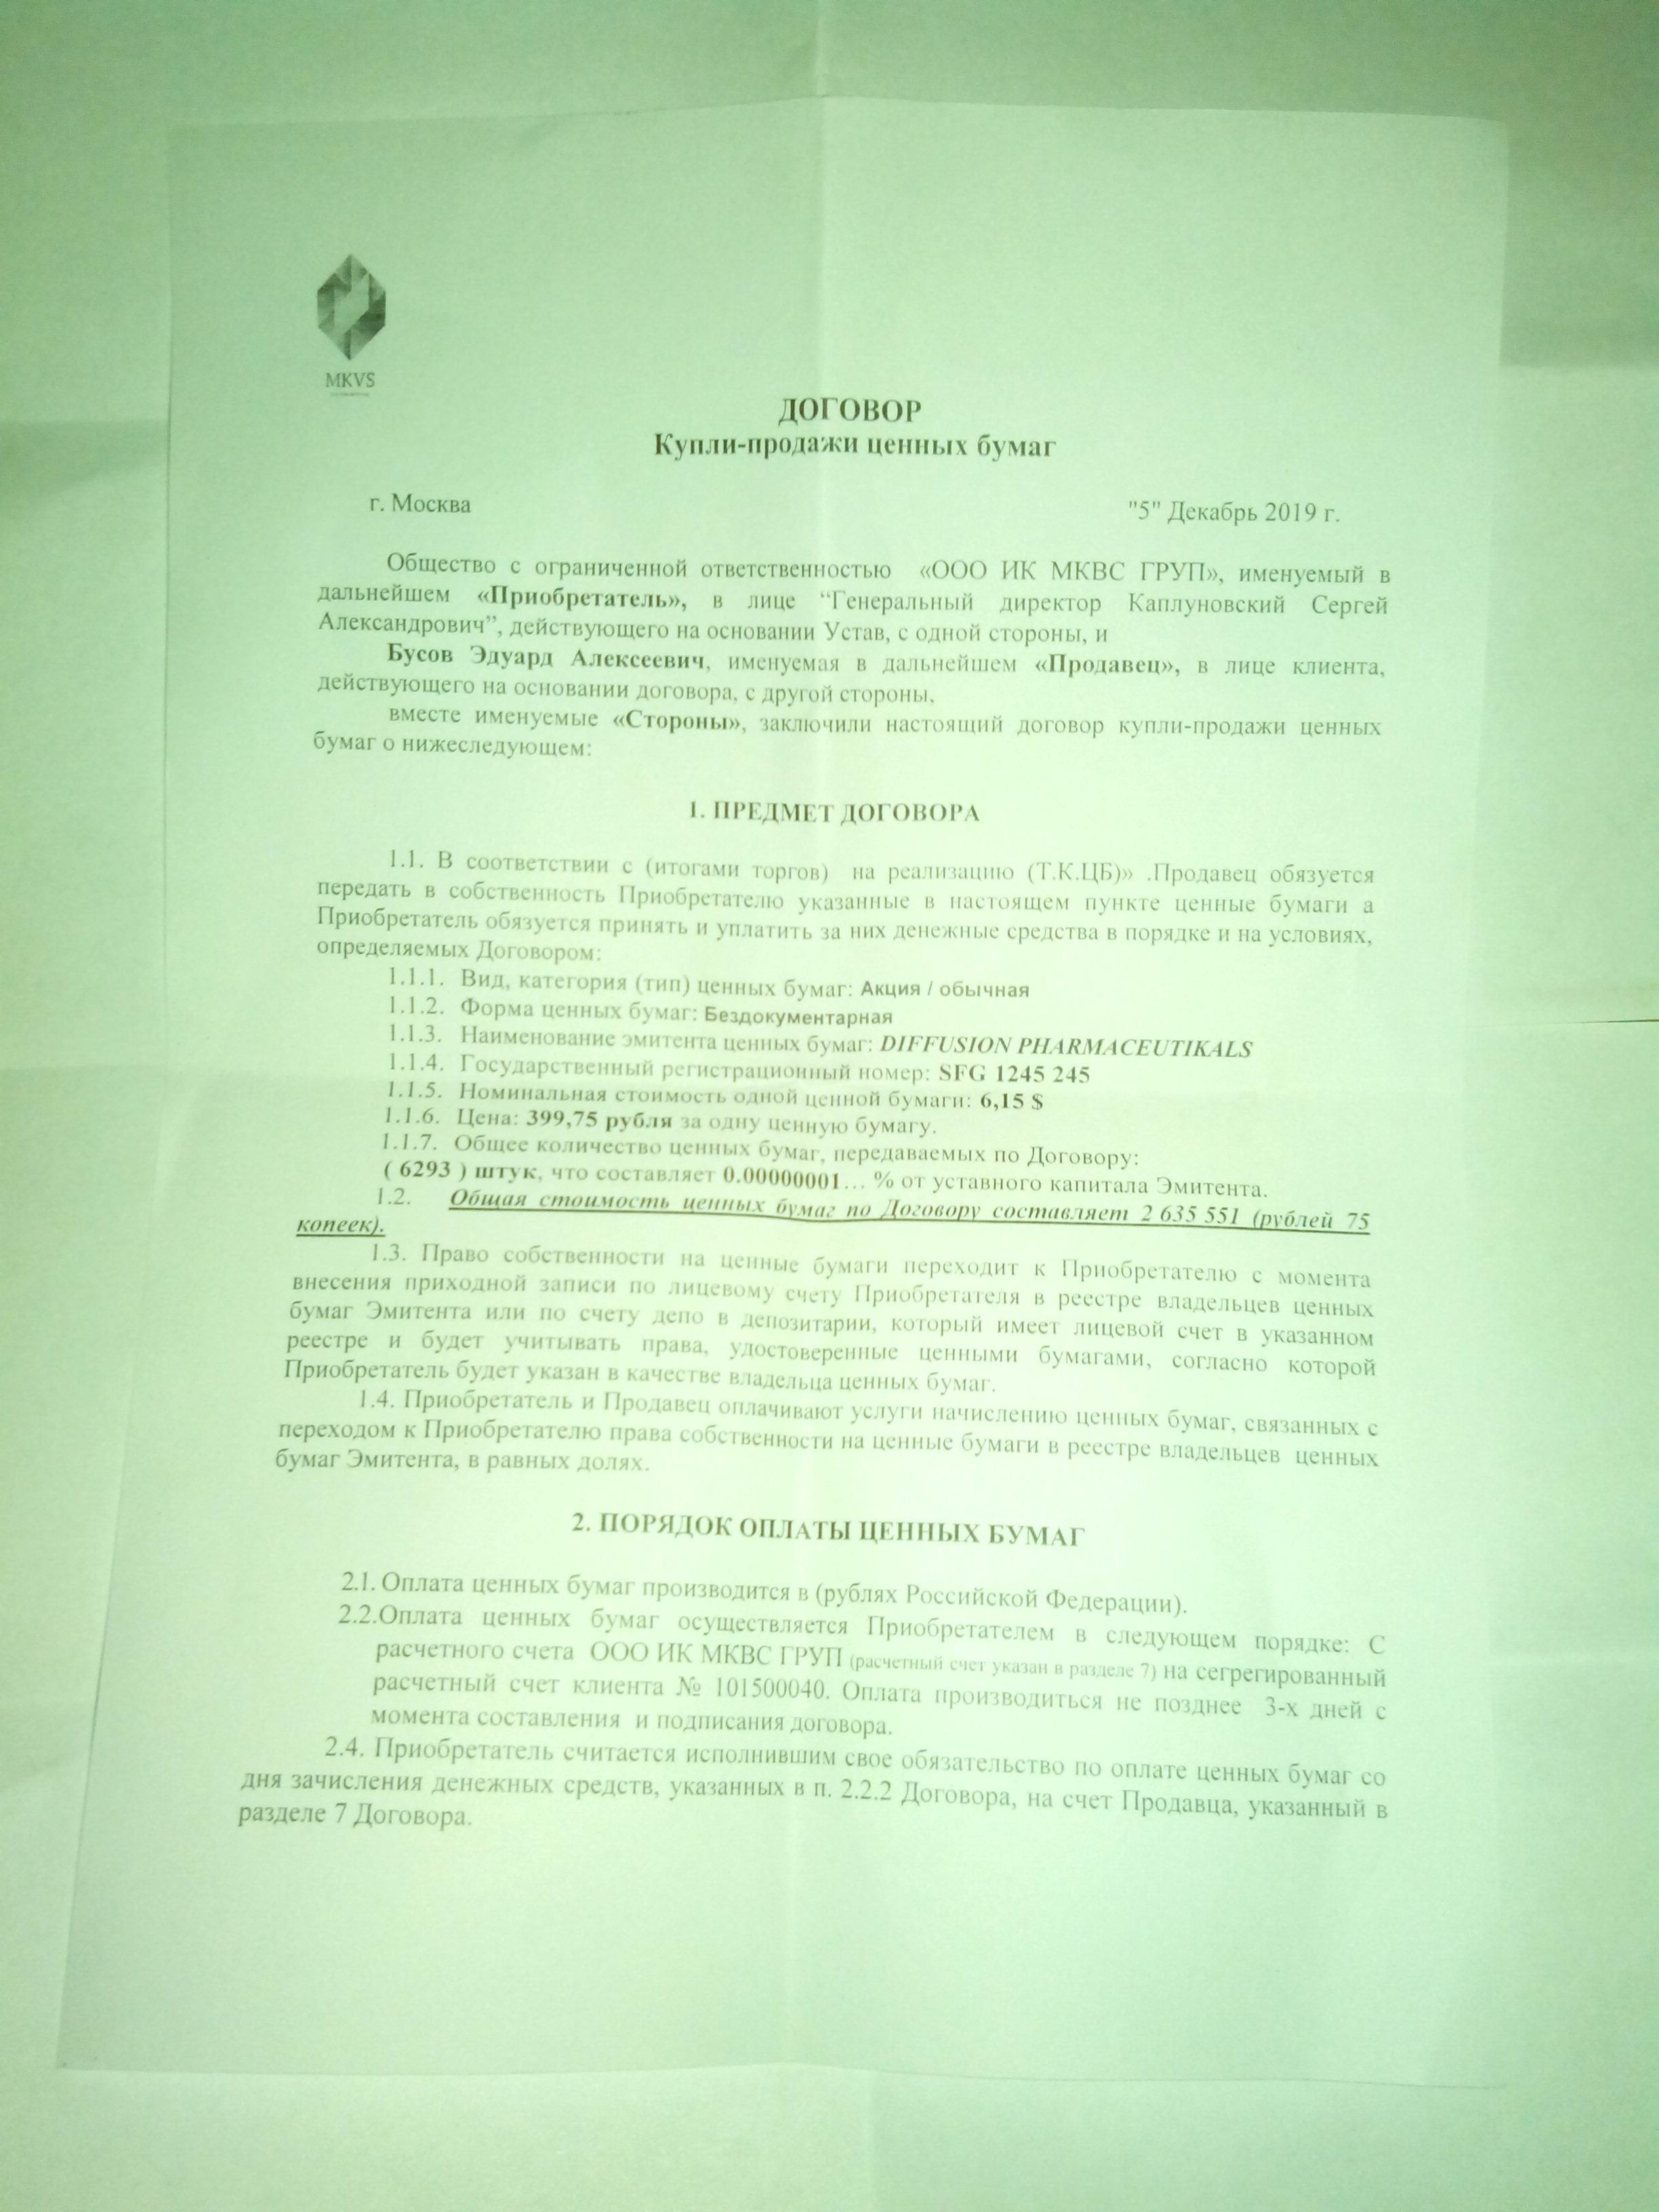 MKVS
ДОГОВОР
Купли-продажи ценных бумаг
г. Москва "5" Декабрь 2019 г.
Общество с ограниченной ответственностью «ООО ИК МКВС ГРУП», именуемый в
дальнейшем «Приобретатель», в лице “Генеральный директор Каплуновский Сергей
Александрович”, действующего на основании Устав, с одной стороны, и
Бусов Эдуард Алексеевич, именуемая в дальнейшем «Продавец», в лице клиента,
действующего на основании договора, с другой стороны,
вместе именуемые «Стороны», заключили настоящий договор купли-продажи ценных
бумаг о нижеследующем:
1. ПРЕДМЕТ ДОГОВОРА
1.1. В соответствии с (итогами торгов) на реализацию (Т.К.ЦБ)» .Продавец обязуется
передать в собственность Приобретателю указанные в настоящем пункте ценные бумаги а
Приобретатель обязуется принять и уплатить за них денежные средства в порядке и на условиях,
определяемых Договором:
1.1.1. Вид, категория (тип) ценных бумаг: Акция / обычная
1.1.2. Форма ценных бумаг: Бездокументарная
1.1.3. Наименование эмитента ценных бумаг: DIFFUSION PHARMACEUTIKALS
1.1.4. Государственный регистрационный номер: SFG 1245 245
1.1.5. Номинальная стоимость одной ценной бумаги: 6,15 $
1.1.6. Цена: 399,75 рубля за одну ценную бумагу.
1.1.7. Общее количество ценных бумаг, передаваемых по Договору:
( 6293 ) штук, что составляет 0.00000001… % от уставного капитала Эмитента.
1.2. Общая стоимость ценных бумаг по Договору составляет 2 635 551 (рублей 75
копеек).
1.3. Право собственности на ценные бумаги переходит к Приобретателю с момента
внесения приходной записи по лицевому счету Приобретателя в реестре владельцев ценных
бумаг Эмитента или по счету депо в депозитарии, который имеет лицевой счет в указанном
реестре и будет учитывать права, удостоверенные ценными бумагами, согласно которой
Приобретатель будет указан в качестве владельца ценных бумаг.
1.4. Приобретатель и Продавец оплачивают услуги начислению ценных бумаг, связанных с
переходом к Приобретателю права собственности на ценные бумаги в реестре владельцев ценных
бумаг Эмитента, в равных долях.
2. ПОРЯДОК ОПЛАТЫ ЦЕННЫХ БУМАГ
2.1. Оплата ценных бумаг производится в (рублях Российской Федерации).
2.2.Оплата ценных бумаг осуществляется Приобретателем в следующем порядке: С
расчетного счета ООО ИК МКВС ГРУП (расчетный счет указан в разделе 7) на сегрегированный
расчетный счет клиента № 101500040. Оплата производиться не позднее 3-х дней с
момента составления и подписания договора.
2.4. Приобретатель считается исполнившим свое обязательство по оплате ценных бумаг со
дня зачисления денежных средств, указанных в п. 2.2.2 Договора, на счет Продавца, указанный в
разделе 7 Договора.